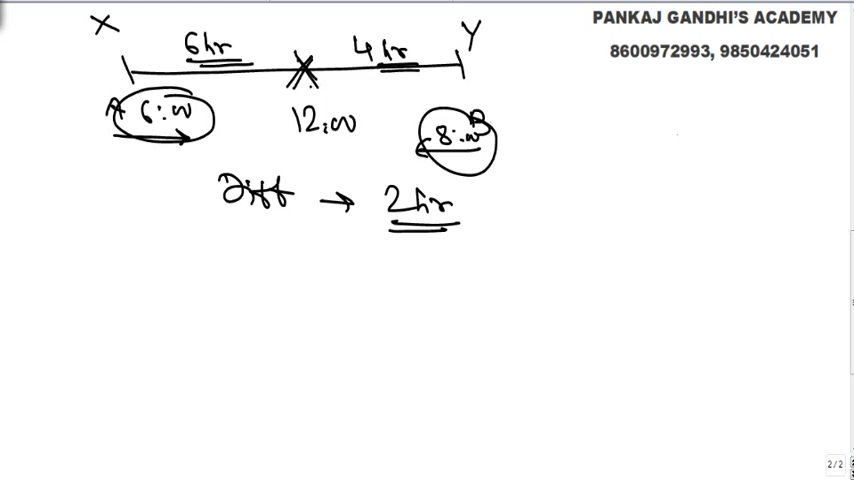 PANKAJ GANDHI'S ACADEMY
8600972993, 9850424051
X Y
6hr 4hr
A 6:00 12:00 8:00 B
Diff → 2hr
2/2